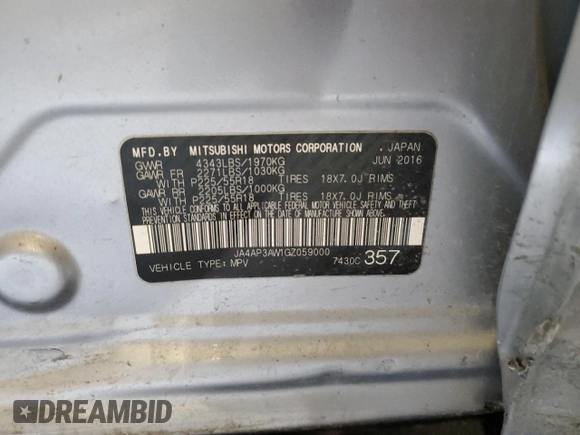 MFD.BY MITSUBISHI MOTORS CORPORATION . JAPAN
GVWR 4343LBS/1970KG JUN 2016
GAWR FR 2271LBS/1030KG
WITH P225/55R18 TIRES 18X7.0J RIMS
GAWR RR 2205LBS/1000KG
WITH P225/55R18 TIRES 18X7.0J RIMS
THIS VEHICLE CONFORMS TO ALL APPLICABLE FEDERAL MOTOR VEHICLE SAFETY, BUMPER AND THEFT
PREVENTION STANDARDS IN EFFECT ON THE DATE OF MANUFACTURE SHOWN ABOVE.
JA4AP3AW1GZ059000
VEHICLE TYPE: MPV 7430C 357
DREAMBID